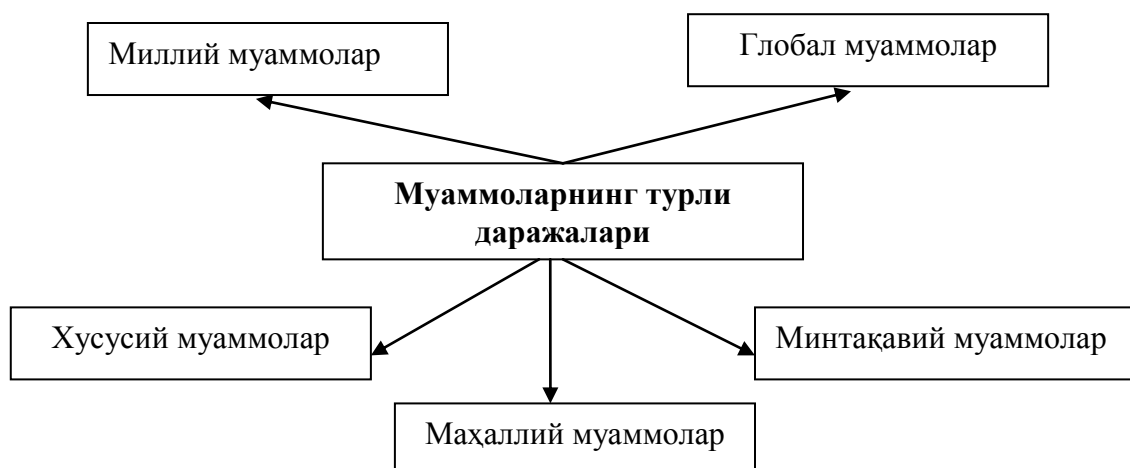 Миллий муаммолар
Глобал муаммолар
Муаммоларнинг турли
даражалари
Хусусий муаммолар
Минтақавий муаммолар
Маҳаллий муаммолар